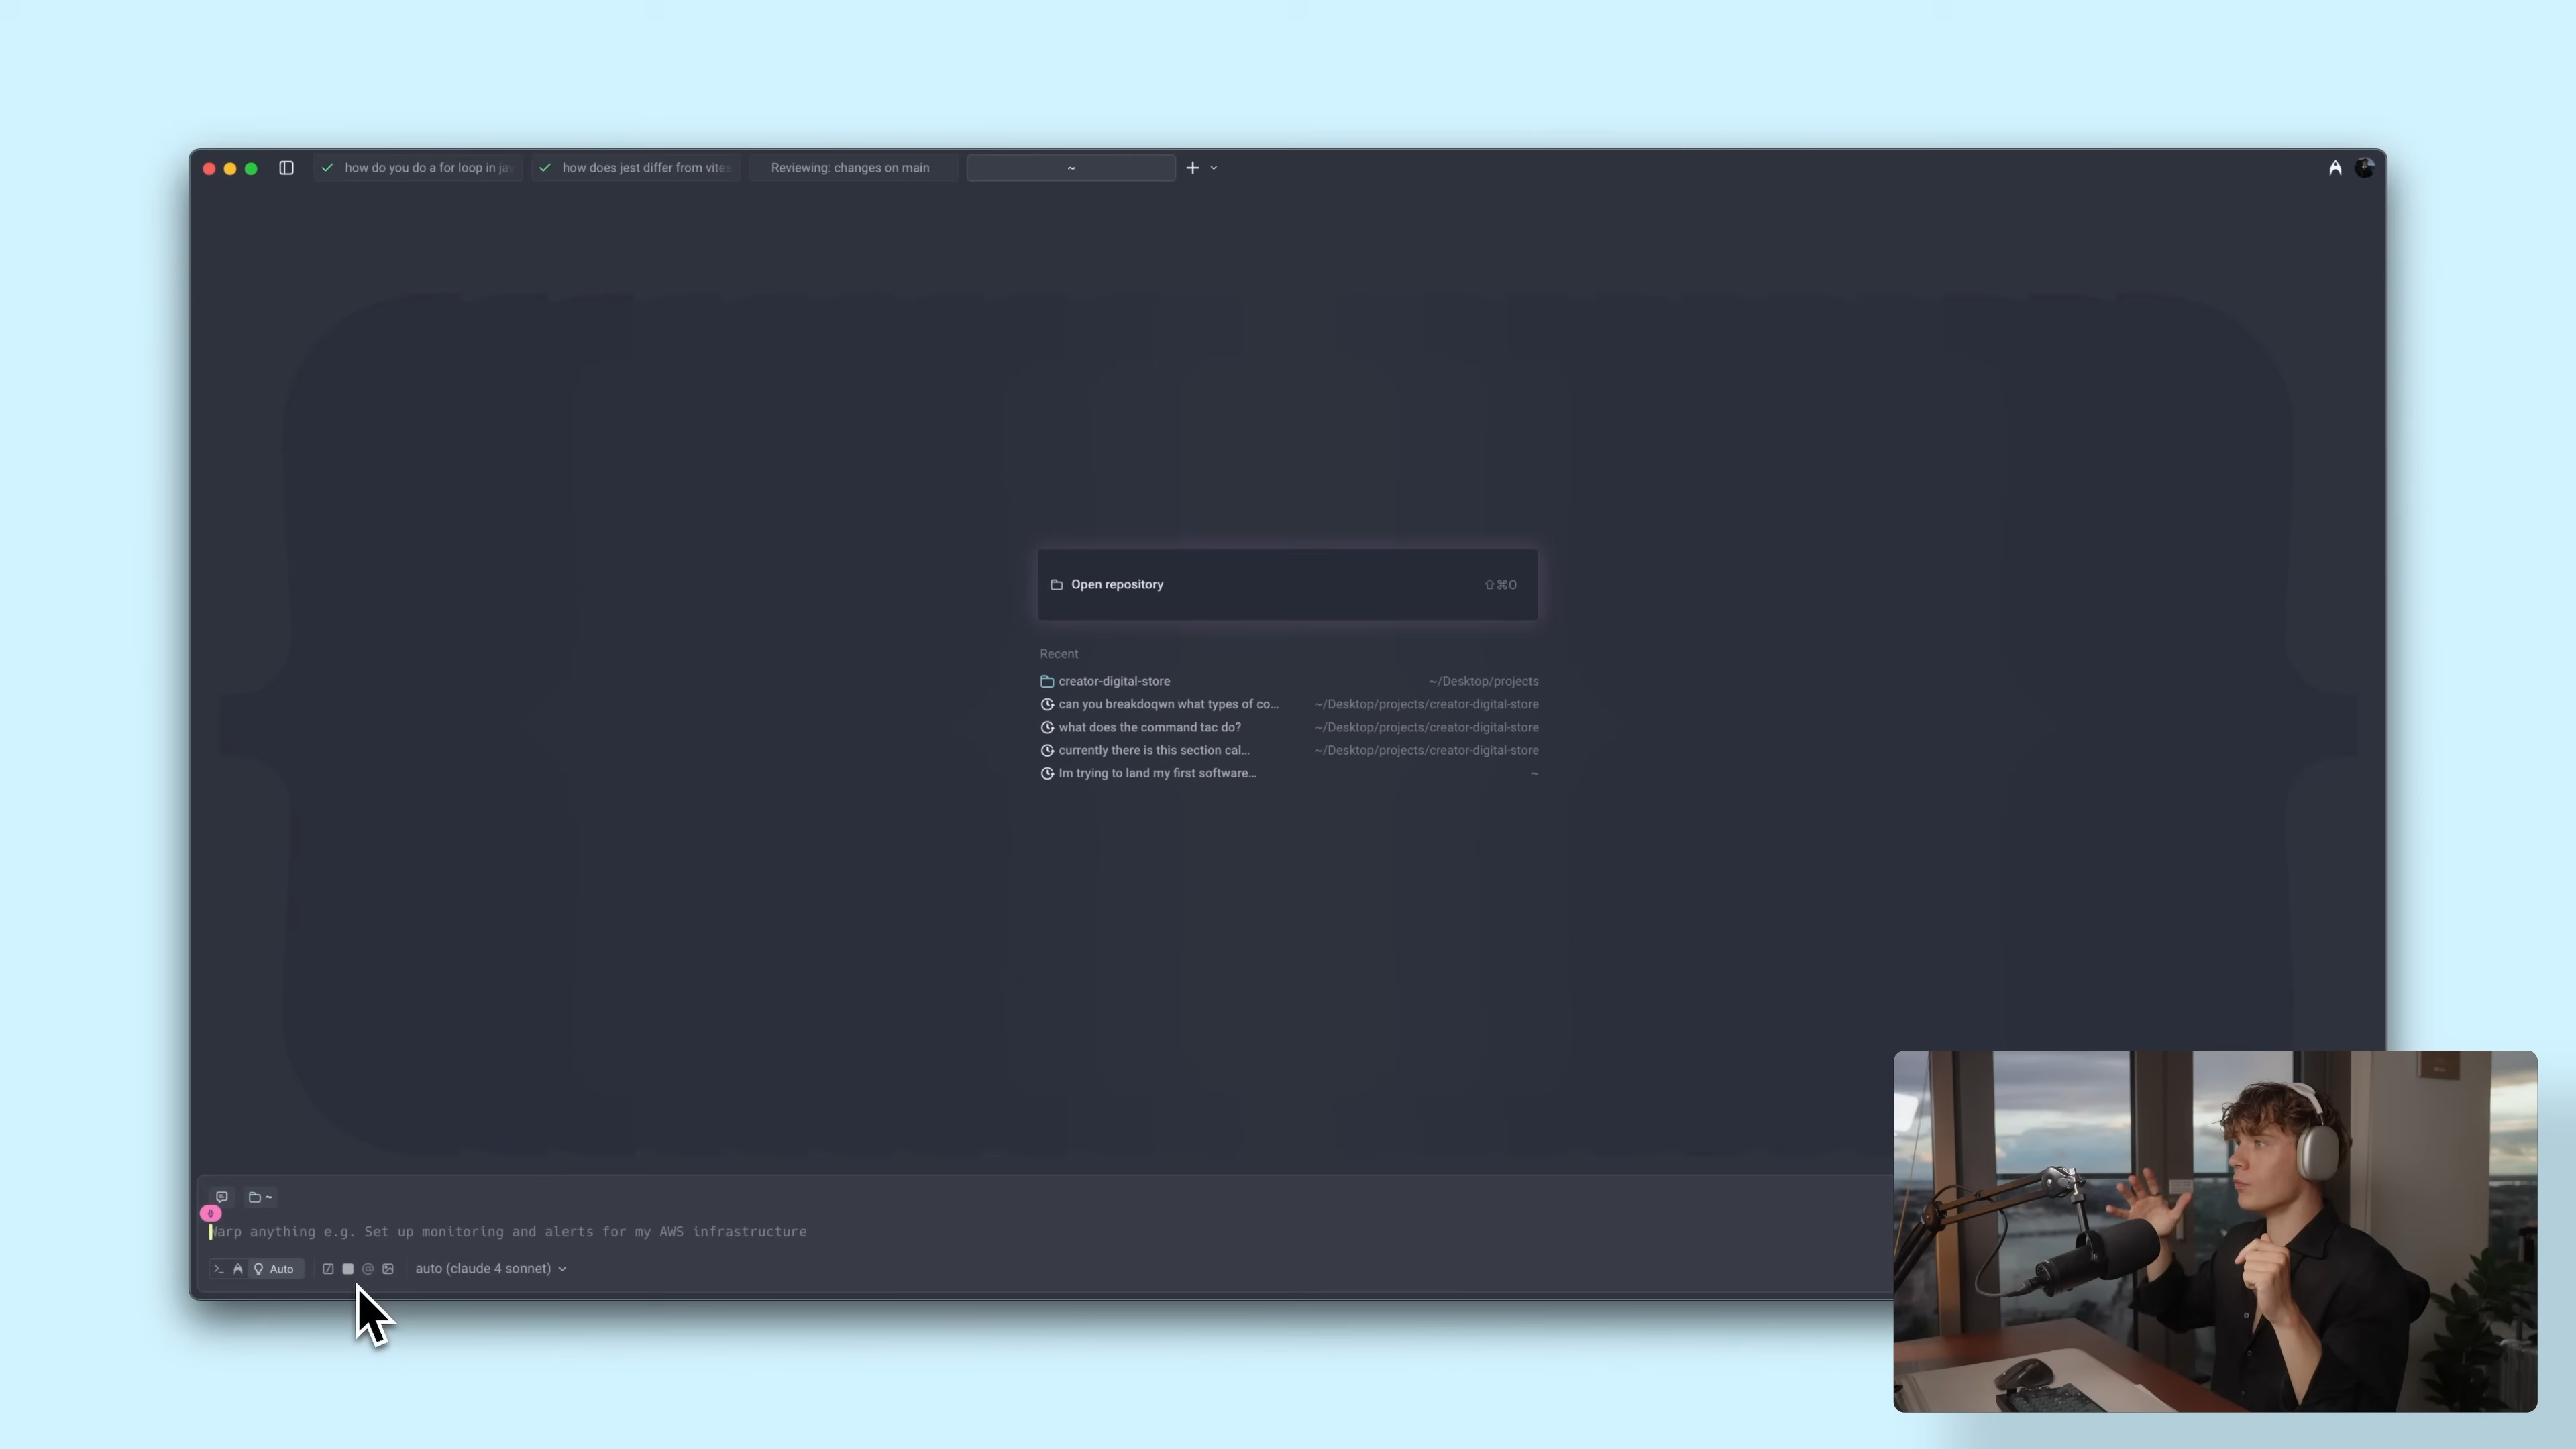 how do you do a for loop in jav
how does jest differ from vites
Reviewing: changes on main
~
Open repository ⇧⌘O
Recent
creator-digital-store ~/Desktop/projects
can you breakdoqwn what types of co... ~/Desktop/projects/creator-digital-store
what does the command tac do? ~/Desktop/projects/creator-digital-store
currently there is this section cal... ~/Desktop/projects/creator-digital-store
Im trying to land my first software... ~
~
Warp anything e.g. Set up monitoring and alerts for my AWS infrastructure
Auto auto (claude 4 sonnet)